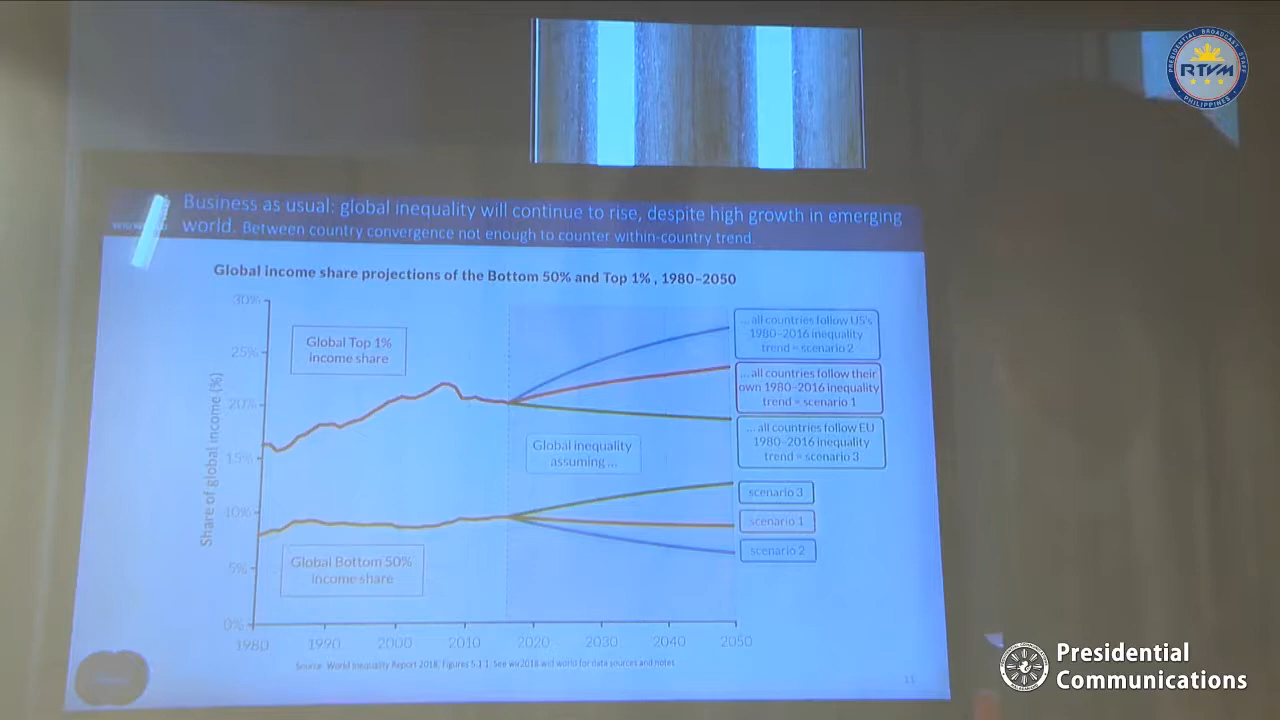 PRESIDENTIAL BROADCAST STAFF
RTVM
PHILIPPINES
Business as usual: global inequality will continue to rise, despite high growth in emerging
world. Between country convergence not enough to counter within-country trend.
Global income share projections of the Bottom 50% and Top 1% , 1980–2050
Share of global income (%)
30%
25%
20%
15%
10%
5%
0%
Global Top 1%
income share
Global Bottom 50%
income share
Global inequality
assuming ...
... all countries follow US's
1980–2016 inequality
trend = scenario 2
... all countries follow their
own 1980–2016 inequality
trend = scenario 1
... all countries follow EU
1980–2016 inequality
trend = scenario 3
scenario 3
scenario 1
scenario 2
1980 1990 2000 2010 2020 2030 2040 2050
Source: World Inequality Report 2018, Figures 5.1.1. See wir2018.wid.world for data sources and notes
11
Presidential
Communications